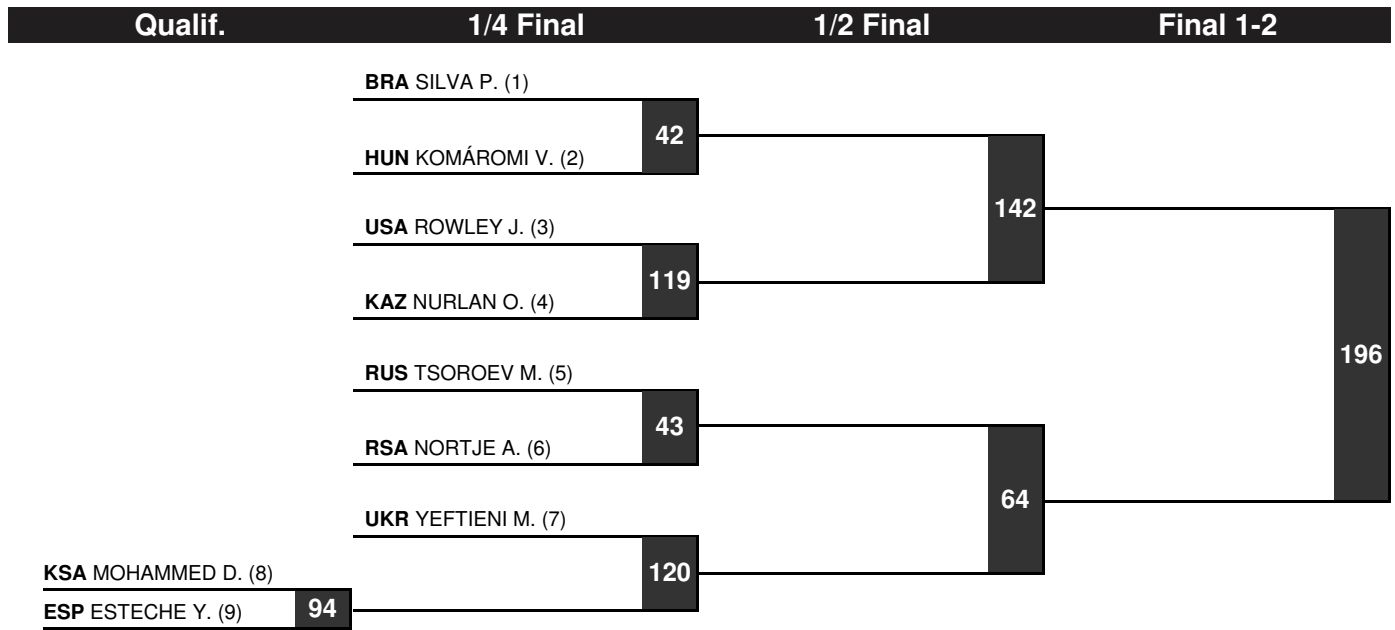 Qualif. 1/4 Final 1/2 Final Final 1-2
BRA SILVA P. (1)
42
HUN KOMÁROMI V. (2)
142
USA ROWLEY J. (3)
119
KAZ NURLAN O. (4)
196
RUS TSOROEV M. (5)
43
RSA NORTJE A. (6)
64
UKR YEFTIENI M. (7)
KSA MOHAMMED D. (8)
120
ESP ESTECHE Y. (9) 94